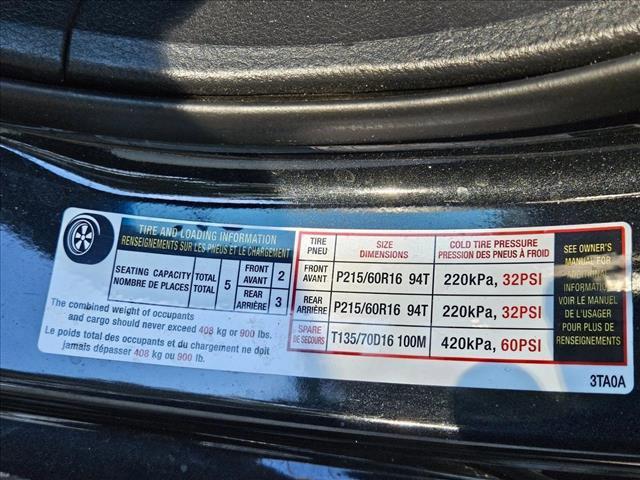 TIRE AND LOADING INFORMATION
RENSEIGNEMENTS SUR LES PNEUS ET LE CHARGEMENT
SEATING CAPACITY
NOMBRE DE PLACES
TOTAL
TOTAL
5
FRONT
AVANT
2
REAR
ARRIÈRE
3
The combined weight of occupants
and cargo should never exceed 408 kg or 900 lbs.
Le poids total des occupants et du chargement ne doit
jamais dépasser 408 kg ou 900 lb.
TIRE
PNEU
SIZE
DIMENSIONS
COLD TIRE PRESSURE
PRESSION DES PNEUS À FROID
FRONT
AVANT
P215/60R16 94T
220kPa, 32PSI
REAR
ARRIÈRE
P215/60R16 94T
220kPa, 32PSI
SPARE
DE SECOURS
T135/70D16 100M
420kPa, 60PSI
SEE OWNER'S
MANUAL FOR
ADDITIONAL
INFORMATION
VOIR LE MANUEL
DE L'USAGER
POUR PLUS DE
RENSEIGNEMENTS
3TA0A